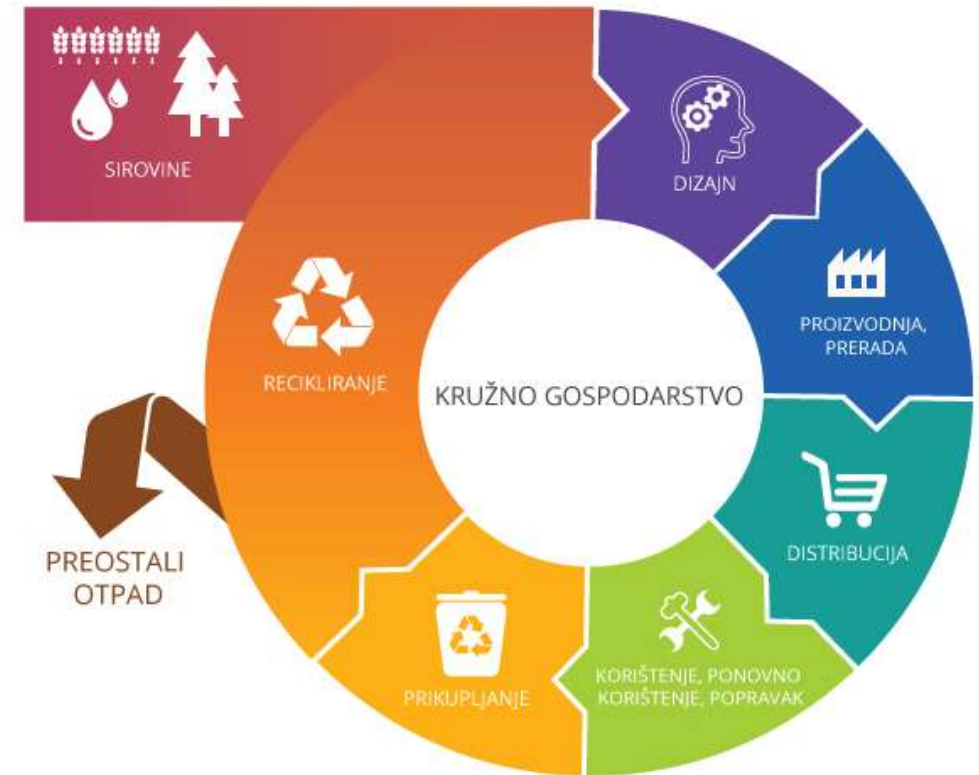 SIROVINE
DIZAJN
PROIZVODNJA,
PRERADA
RECIKLIRANJE
KRUŽNO GOSPODARSTVO
DISTRIBUCIJA
PREOSTALI
OTPAD
KORIŠTENJE, PONOVNO
KORIŠTENJE, POPRAVAK
PRIKUPLJANJE